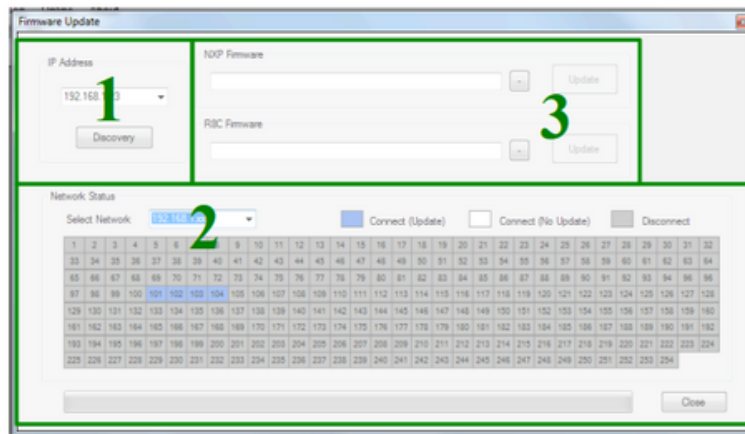 Firmware Update
IP Address
1
Discovery
NXP Firmware
-
Update
R8C Firmware
-
Update
3
Network Status
Select Network
2
Connect (Update)
Connect (No Update)
Disconnect
1 2 3 4 5 6 9 10 11 12 13 14 15 16 17 18 19 20 21 22 23 24 25 26 27 28 29 30 31 32
33 34 35 36 37 38 39 40 41 42 43 44 45 46 47 48 49 50 51 52 53 54 55 56 57 58 59 60 61 62 63 64
65 66 67 68 69 70 71 72 73 74 75 76 77 78 79 80 81 82 83 84 85 86 87 88 89 90 91 92 93 94 95 96
97 98 99 100 101 102 103 104 105 106 107 108 109 110 111 112 113 114 115 116 117 118 119 120 121 122 123 124 125 126 127 128
129 130 131 132 133 134 135 136 137 138 139 140 141 142 143 144 145 146 147 148 149 150 151 152 153 154 155 156 157 158 159 160
161 162 163 164 165 166 167 168 169 170 171 172 173 174 175 176 177 178 179 180 181 182 183 184 185 186 187 188 189 190 191 192
193 194 195 196 197 198 199 200 201 202 203 204 205 206 207 208 209 210 211 212 213 214 215 216 217 218 219 220 221 222 223 224
225 226 227 228 229 230 231 232 233 234 235 236 237 238 239 240 241 242 243 244 245 246 247 248 249 250 251 252 253 254
Close